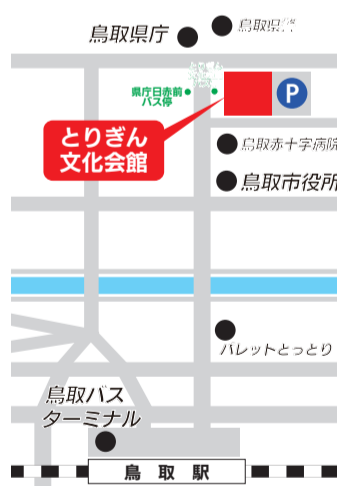 鳥取県庁
鳥取県
県庁日赤前
バス停
P
とりぎん
文化会館
鳥取赤十字病院
鳥取市役所
パレットとっとり
鳥取バス
ターミナル
鳥取駅